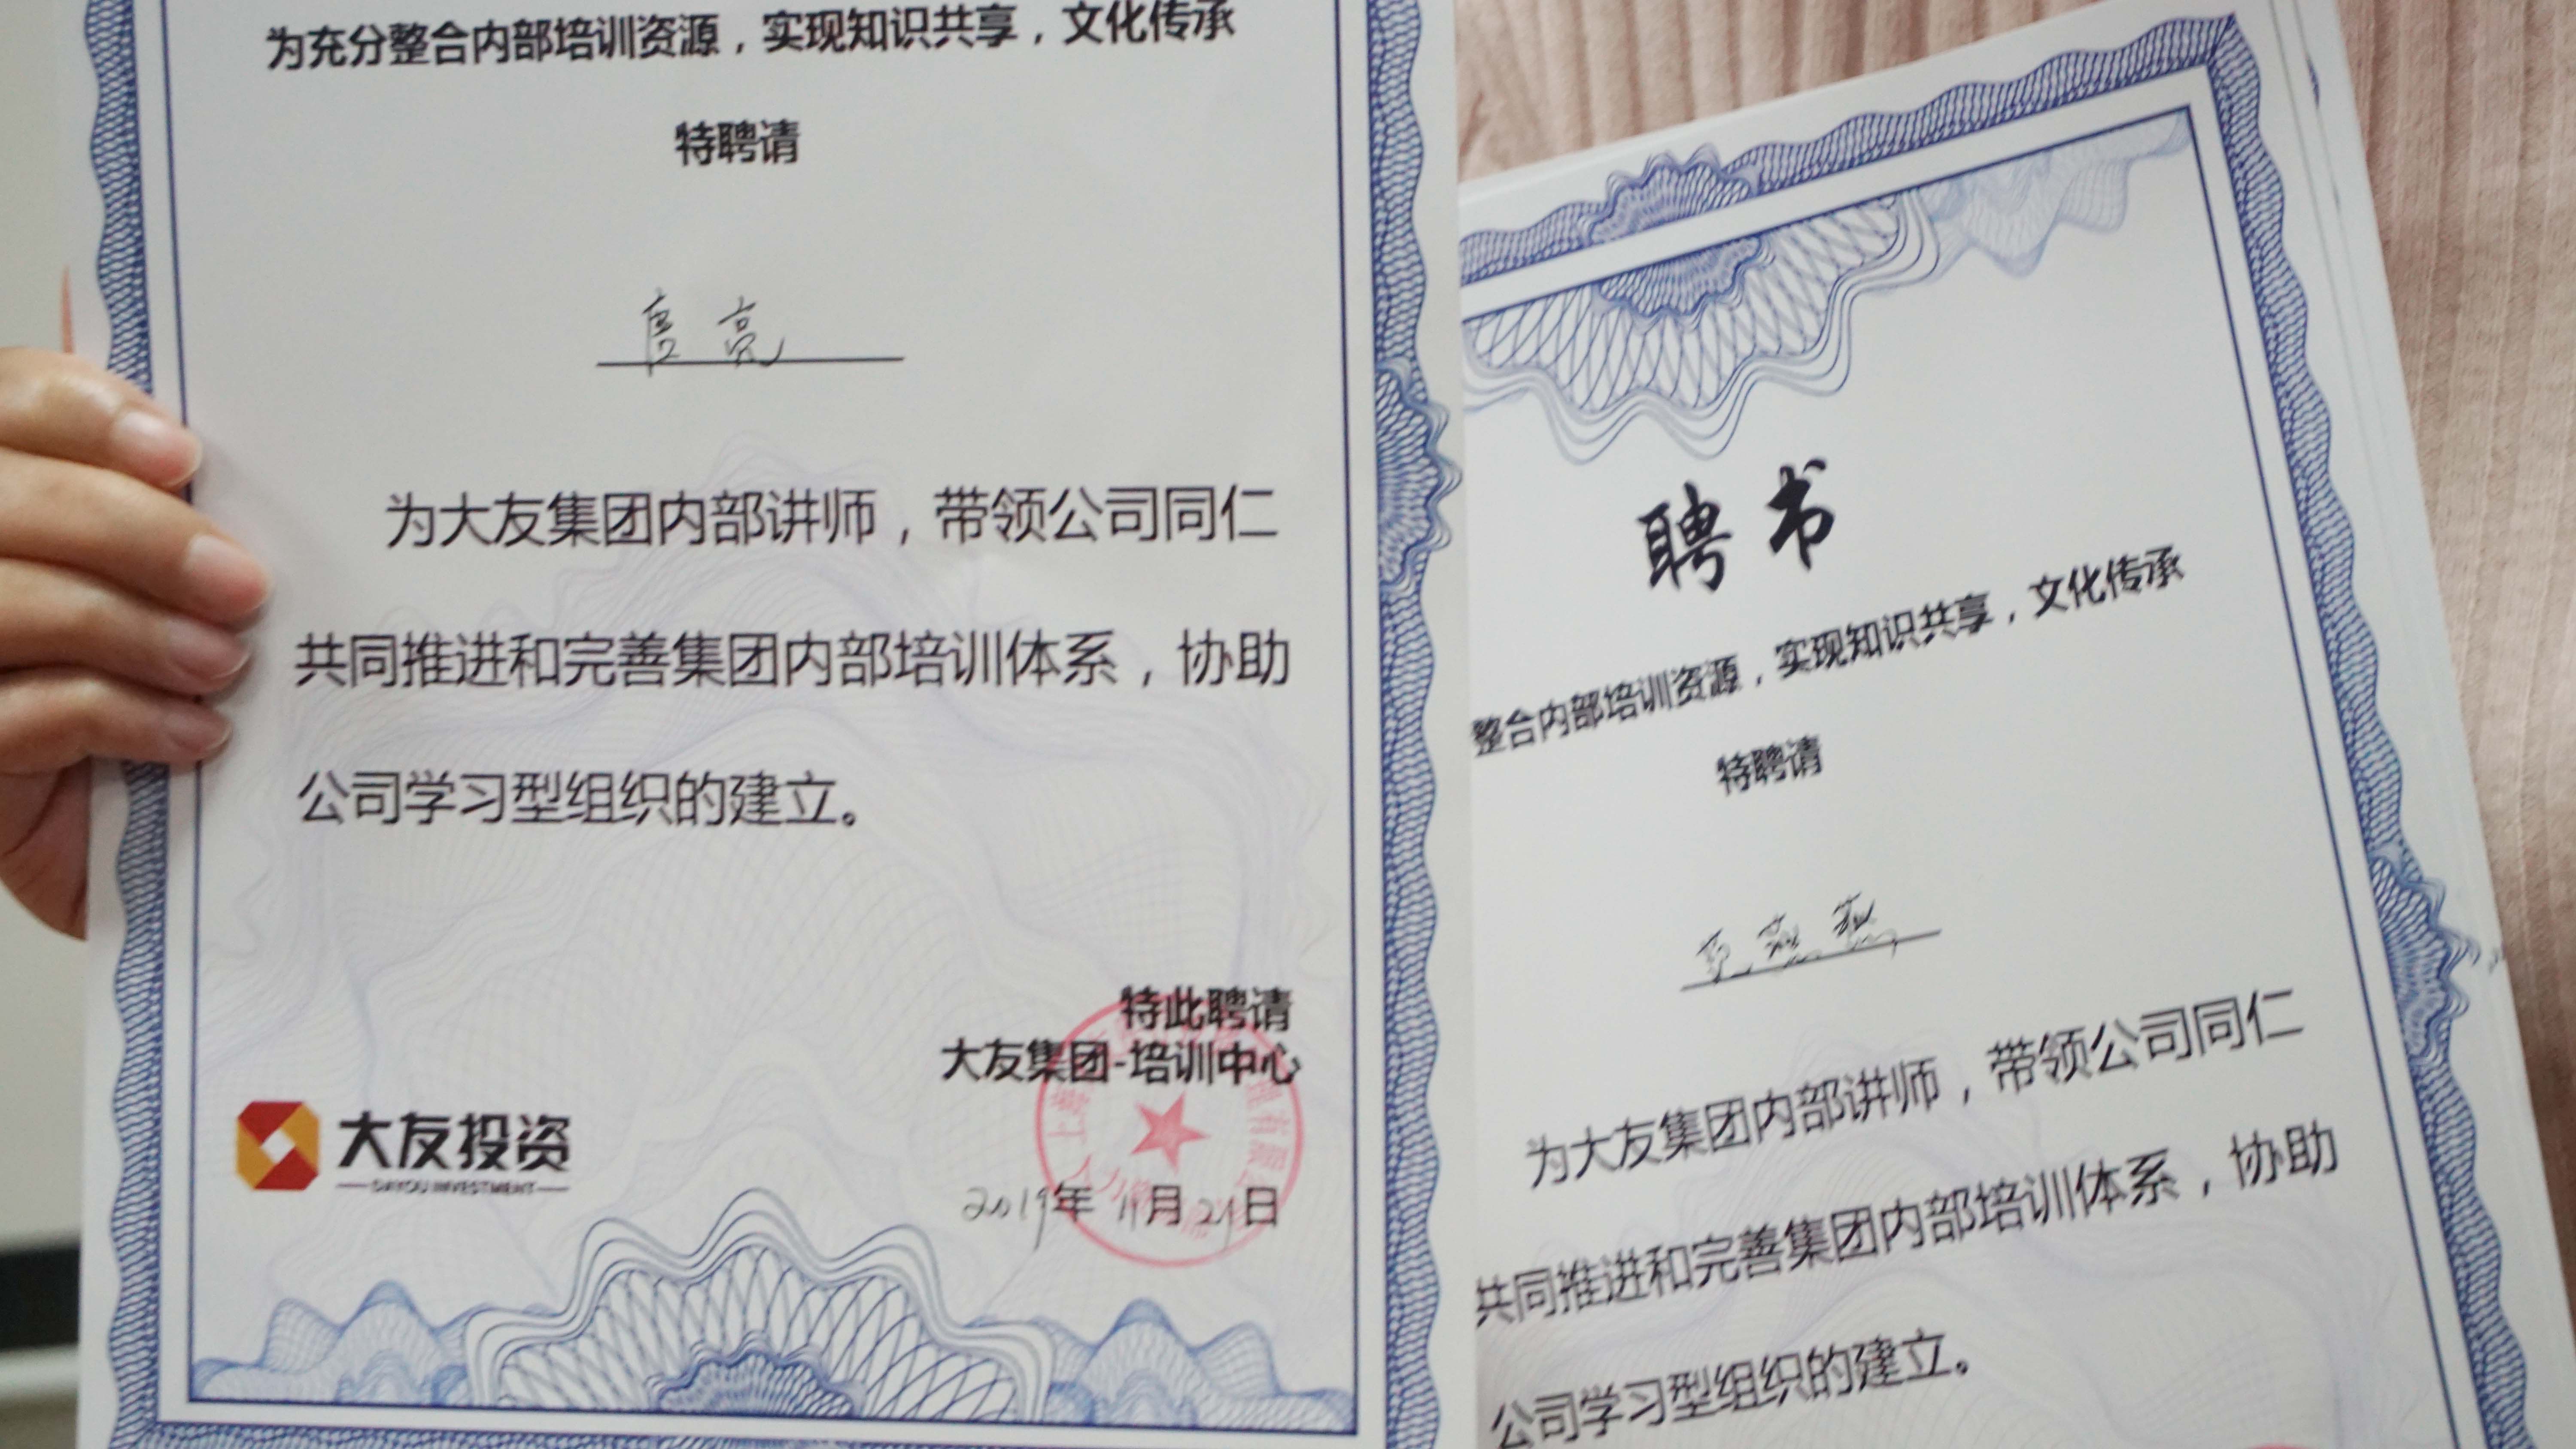 为充分整合内部培训资源，实现知识共享，文化传承
特聘请
唐亮
为大友集团内部讲师，带领公司同仁
共同推进和完善集团内部培训体系，协助
公司学习型组织的建立。
特此聘请
大友集团-培训中心
大友投资
DAYOU INVESTMENT
2019年 11月 21日
聘书
整合内部培训资源，实现知识共享，文化传承
特聘请
为大友集团内部讲师，带领公司同仁
共同推进和完善集团内部培训体系，协助
公司学习型组织的建立。